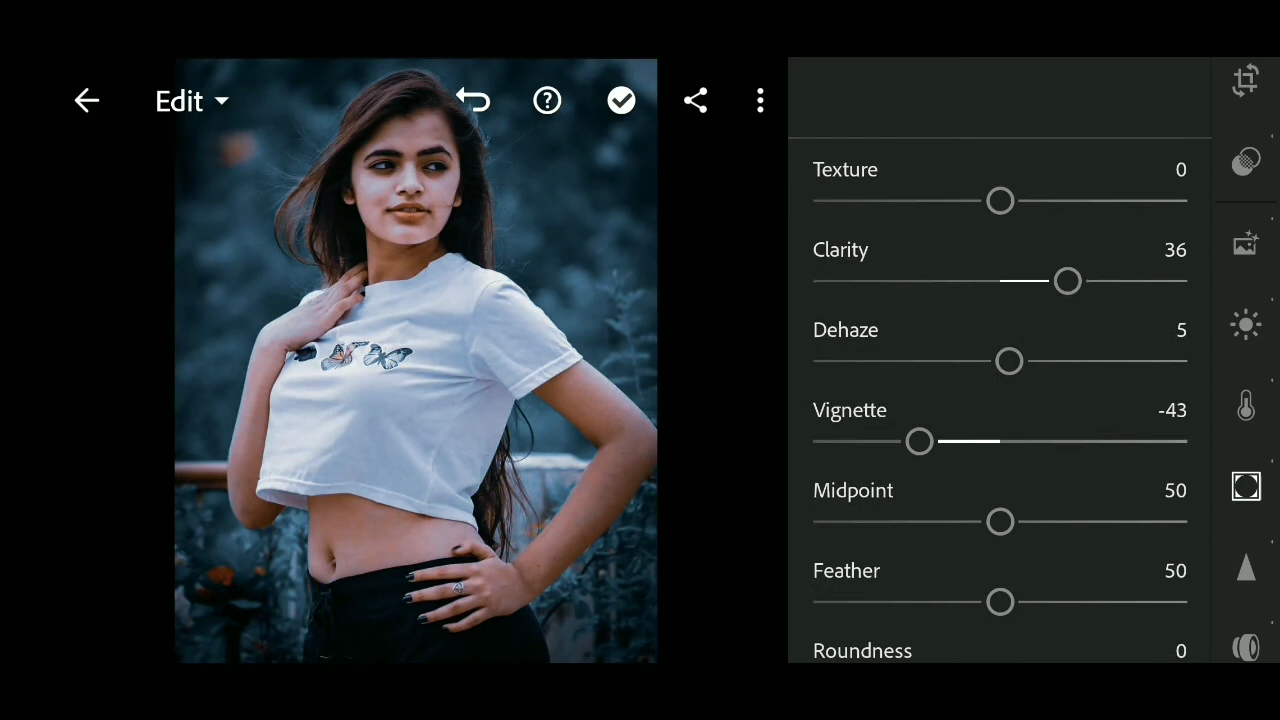 Edit
Texture 0
Clarity 36
Dehaze 5
Vignette -43
Midpoint 50
Feather 50
Roundness 0